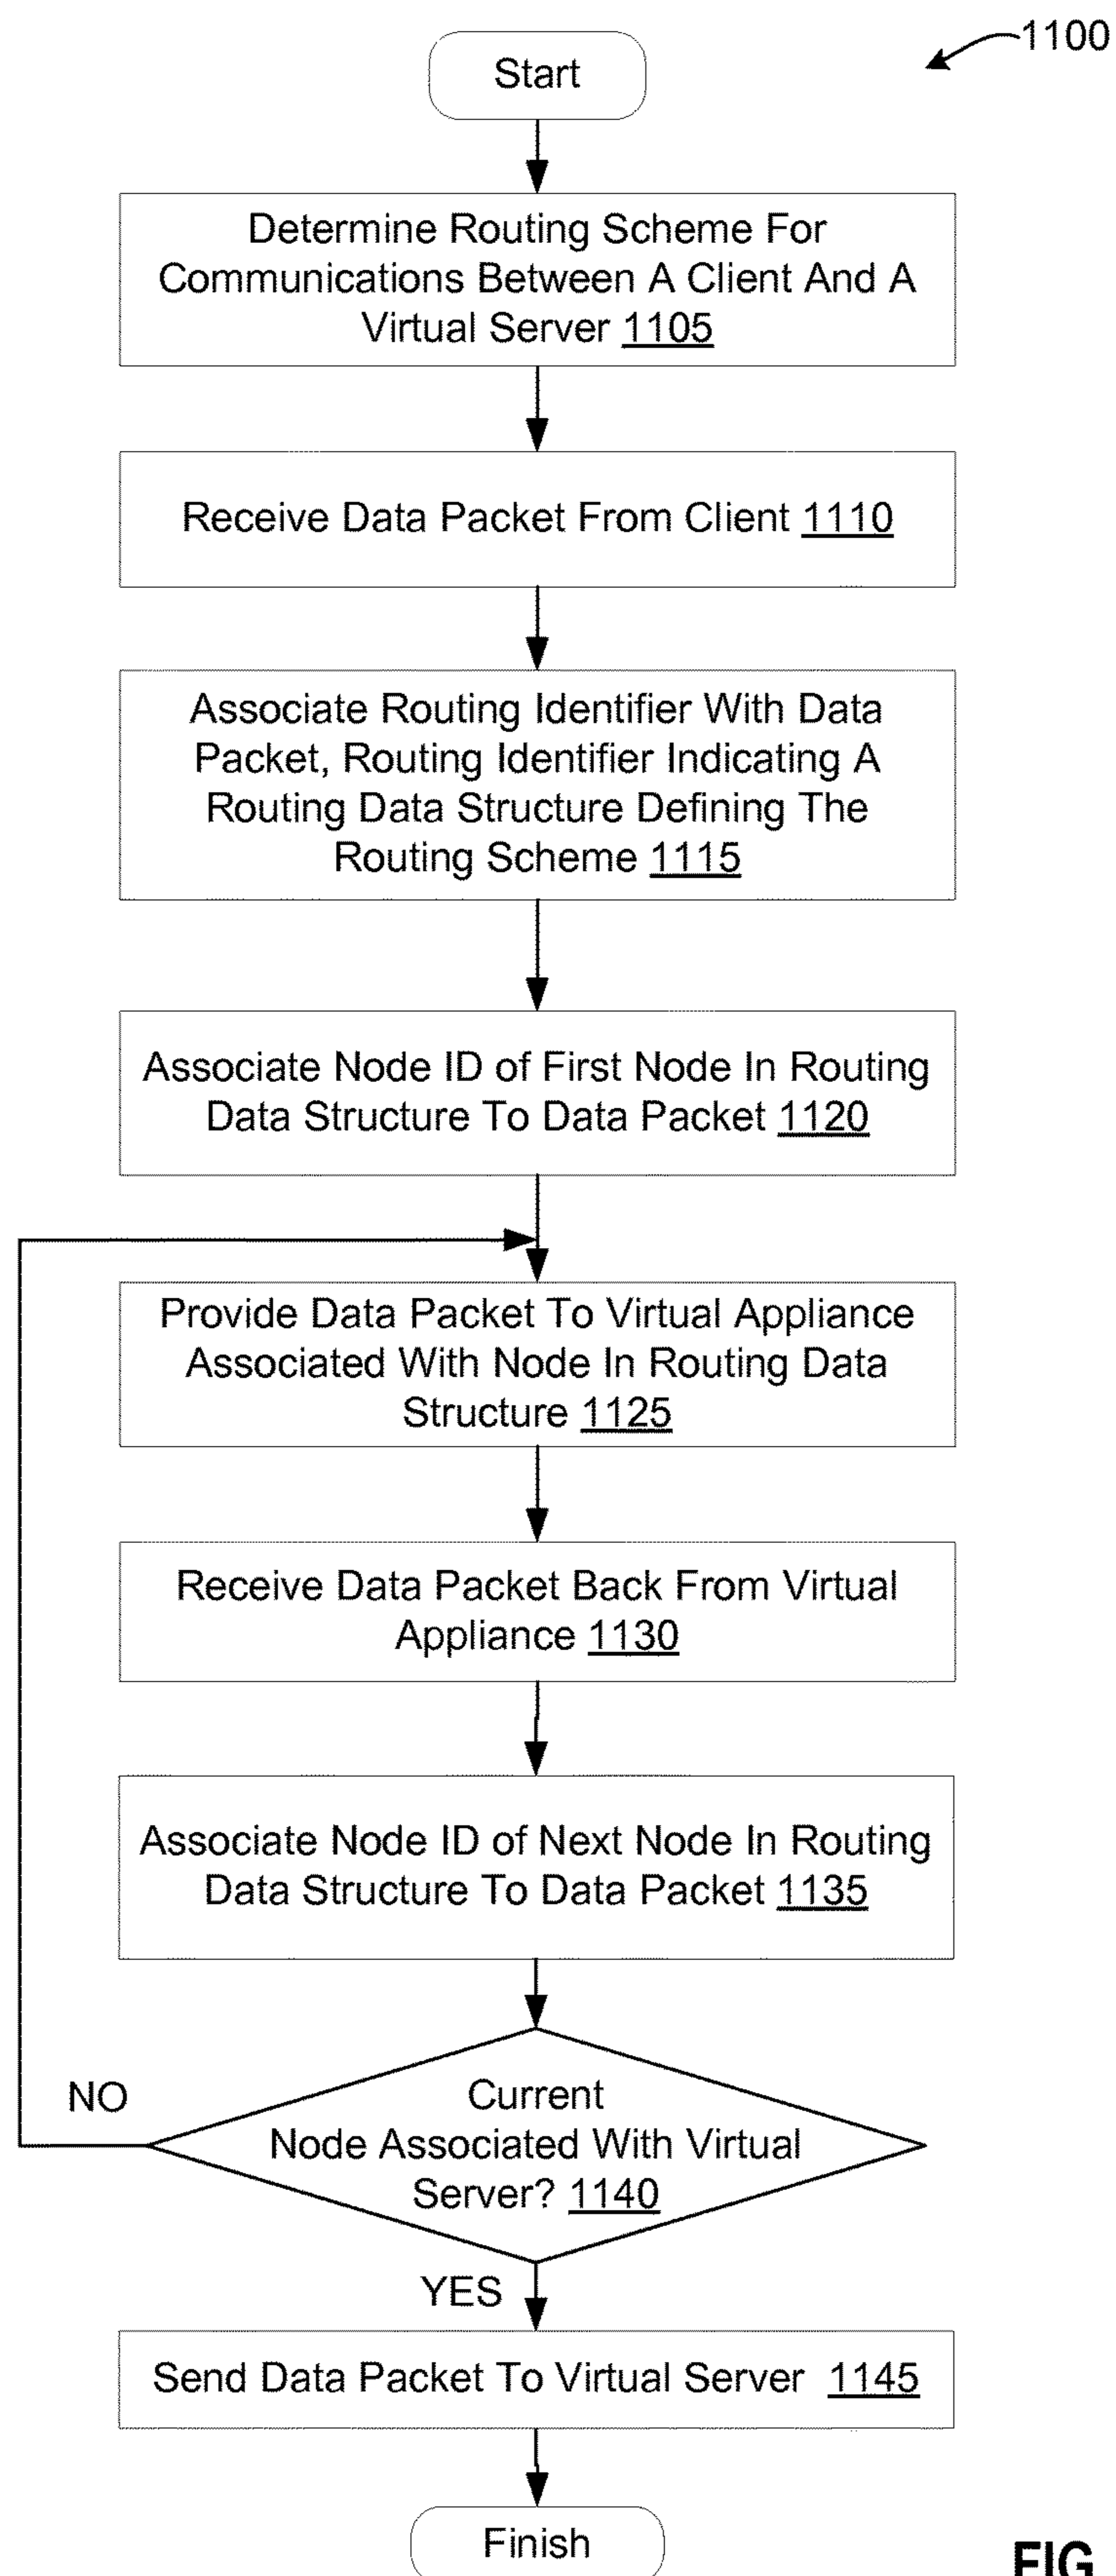 1100
Start
Determine Routing Scheme For
Communications Between A Client And A
Virtual Server 1105
Receive Data Packet From Client 1110
Associate Routing Identifier With Data
Packet, Routing Identifier Indicating A
Routing Data Structure Defining The
Routing Scheme 1115
Associate Node ID of First Node In Routing
Data Structure To Data Packet 1120
Provide Data Packet To Virtual Appliance
Associated With Node In Routing Data
Structure 1125
Receive Data Packet Back From Virtual
Appliance 1130
Associate Node ID of Next Node In Routing
Data Structure To Data Packet 1135
NO
Current
Node Associated With Virtual
Server? 1140
YES
Send Data Packet To Virtual Server 1145
Finish
FIG